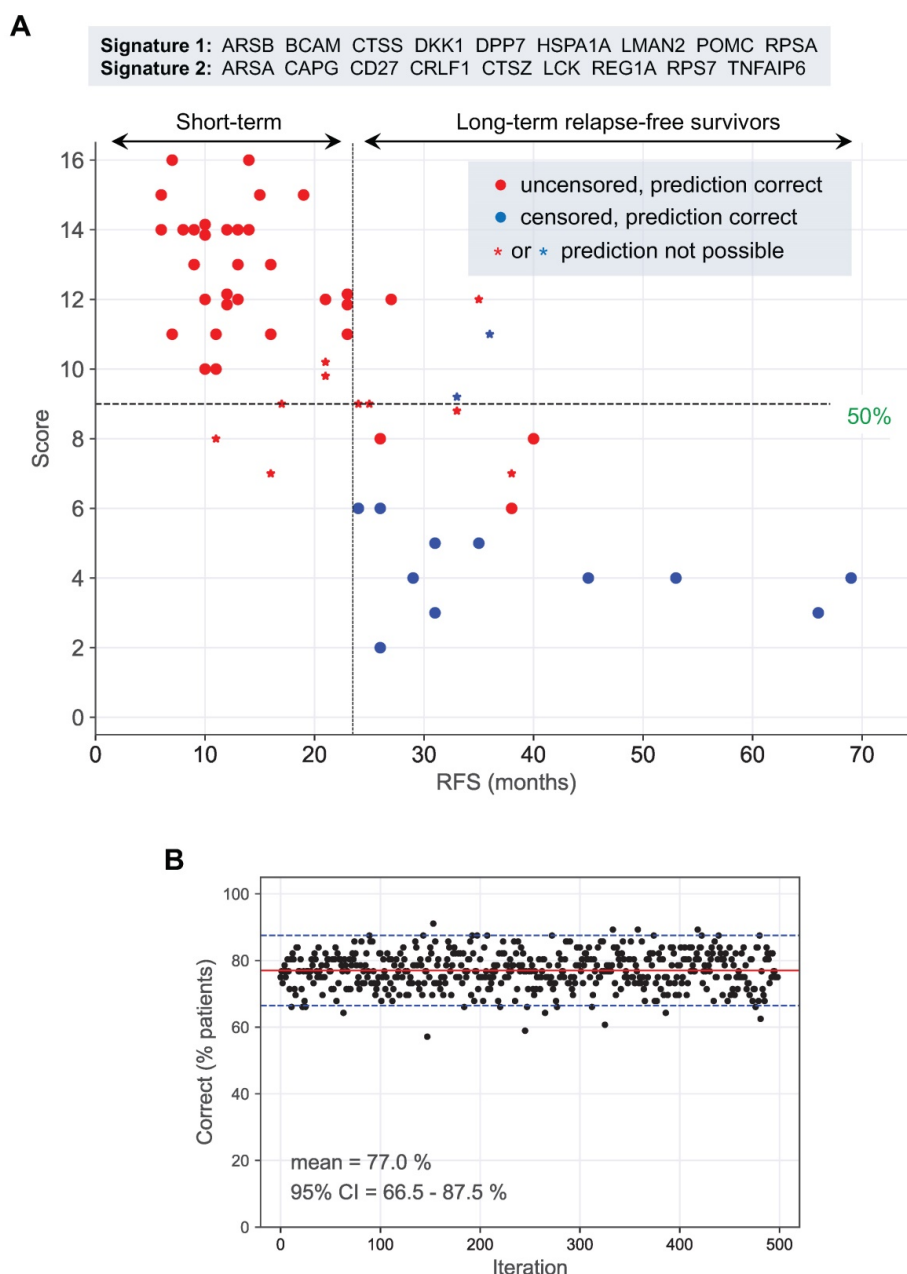 A
Signature 1: ARSB BCAM CTSS DKK1 DPP7 HSPA1A LMAN2 POMC RPSA
Signature 2: ARSA CAPG CD27 CRLF1 CTSZ LCK REG1A RPS7 TNFAIP6
Short-term
Long-term relapse-free survivors
uncensored, prediction correct
censored, prediction correct
* or * prediction not possible
16
14
12
10
8
6
4
2
0
Score
50%
0 10 20 30 40 50 60 70
RFS (months)
B
100
80
60
40
20
0
Correct (% patients)
mean = 77.0 %
95% CI = 66.5 - 87.5 %
0 100 200 300 400 500
Iteration